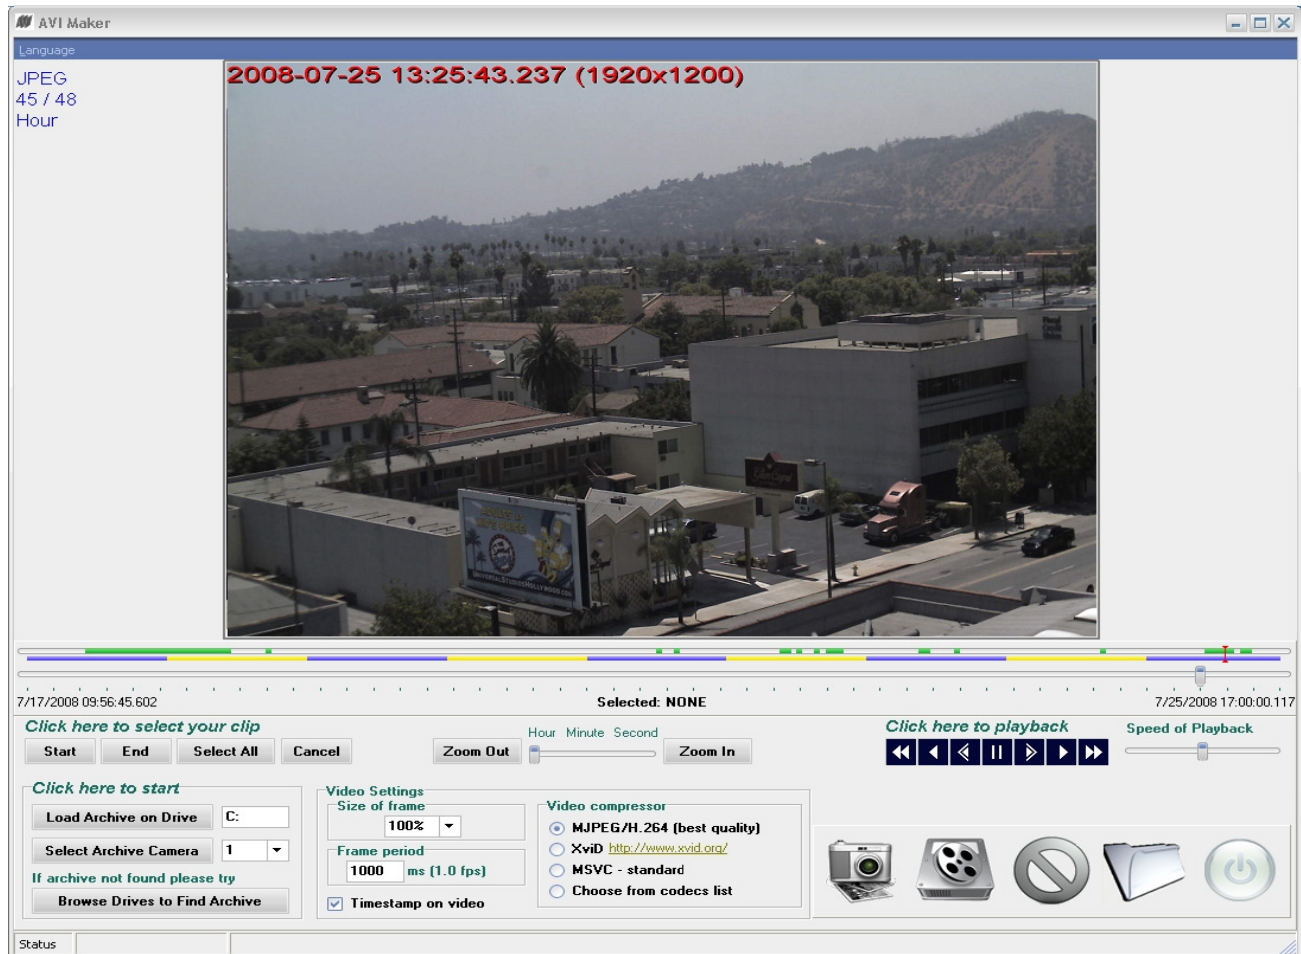 AVI Maker
Language
JPEG
45 / 48
Hour
2008-07-25 13:25:43.237 (1920x1200)
UNIVERSALSTUDIOSHOLLYWOOD.COM
7/17/2008 09:56:45.602
Selected: NONE
7/25/2008 17:00:00.117
Click here to select your clip
Start
End
Select All
Cancel
Zoom Out
Hour Minute Second
Zoom In
Click here to playback
Speed of Playback
Click here to start
Load Archive on Drive
C:
Select Archive Camera
1
If archive not found please try
Browse Drives to Find Archive
Video Settings
Size of frame
100%
Frame period
1000 ms (1.0 fps)
Timestamp on video
Video compressor
MJPEG/H.264 (best quality)
XviD http://www.xvid.org/
MSVC - standard
Choose from codecs list
Status